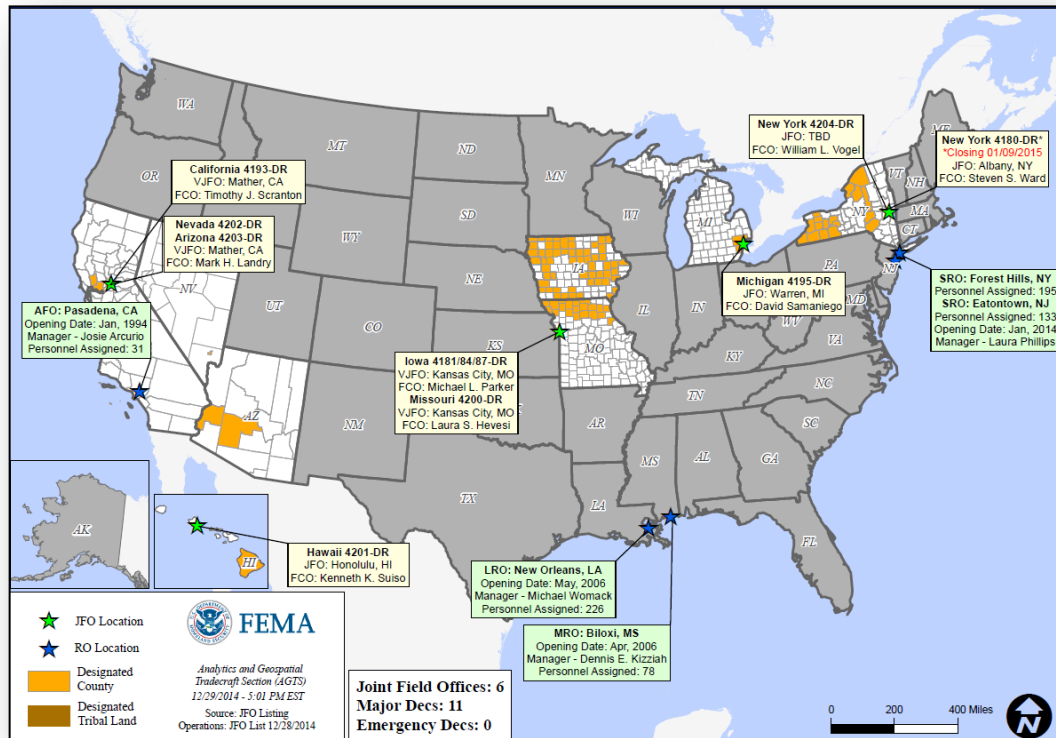 WA
OR
MT
ND
MN
SD
WY
NE
WI
MI
IA
IL
IN
NV
UT
CO
KS
MO
KY
WV
VA
PA
MD
NJ
NY
VT
NH
ME
MA
CT
AZ
NM
TX
AR
LA
MS
AL
GA
TN
NC
SC
FL
AK
HI
New York 4204-DR
JFO: TBD
FCO: William L. Vogel
New York 4180-DR*
*Closing 01/09/2015
JFO: Albany, NY
FCO: Steven S. Ward
California 4193-DR
VJFO: Mather, CA
FCO: Timothy J. Scranton
Nevada 4202-DR
Arizona 4203-DR
VJFO: Mather, CA
FCO: Mark H. Landry
AFO: Pasadena, CA
Opening Date: Jan, 1994
Manager - Josie Arcurio
Personnel Assigned: 31
Michigan 4195-DR
JFO: Warren, MI
FCO: David Samaniego
SRO: Forest Hills, NY
Personnel Assigned: 195
SRO: Eatontown, NJ
Personnel Assigned: 133
Opening Date: Jan, 2014
Manager - Laura Phillips
Iowa 4181/84/87-DR
VJFO: Kansas City, MO
FCO: Michael L. Parker
Missouri 4200-DR
VJFO: Kansas City, MO
FCO: Laura S. Hevesi
Hawaii 4201-DR
JFO: Honolulu, HI
FCO: Kenneth K. Suiso
LRO: New Orleans, LA
Opening Date: May, 2006
Manager - Michael Womack
Personnel Assigned: 226
MRO: Biloxi, MS
Opening Date: Apr, 2006
Manager - Dennis E. Kizziah
Personnel Assigned: 78
JFO Location
RO Location
Designated
County
Designated
Tribal Land
FEMA
Analytics and Geospatial
Tradecraft Section (AGTS)
12/29/2014 - 5:01 PM EST
Source: JFO Listing
Operations: JFO List 12/28/2014
Joint Field Offices: 6
Major Decs: 11
Emergency Decs: 0
0 200 400 Miles
N